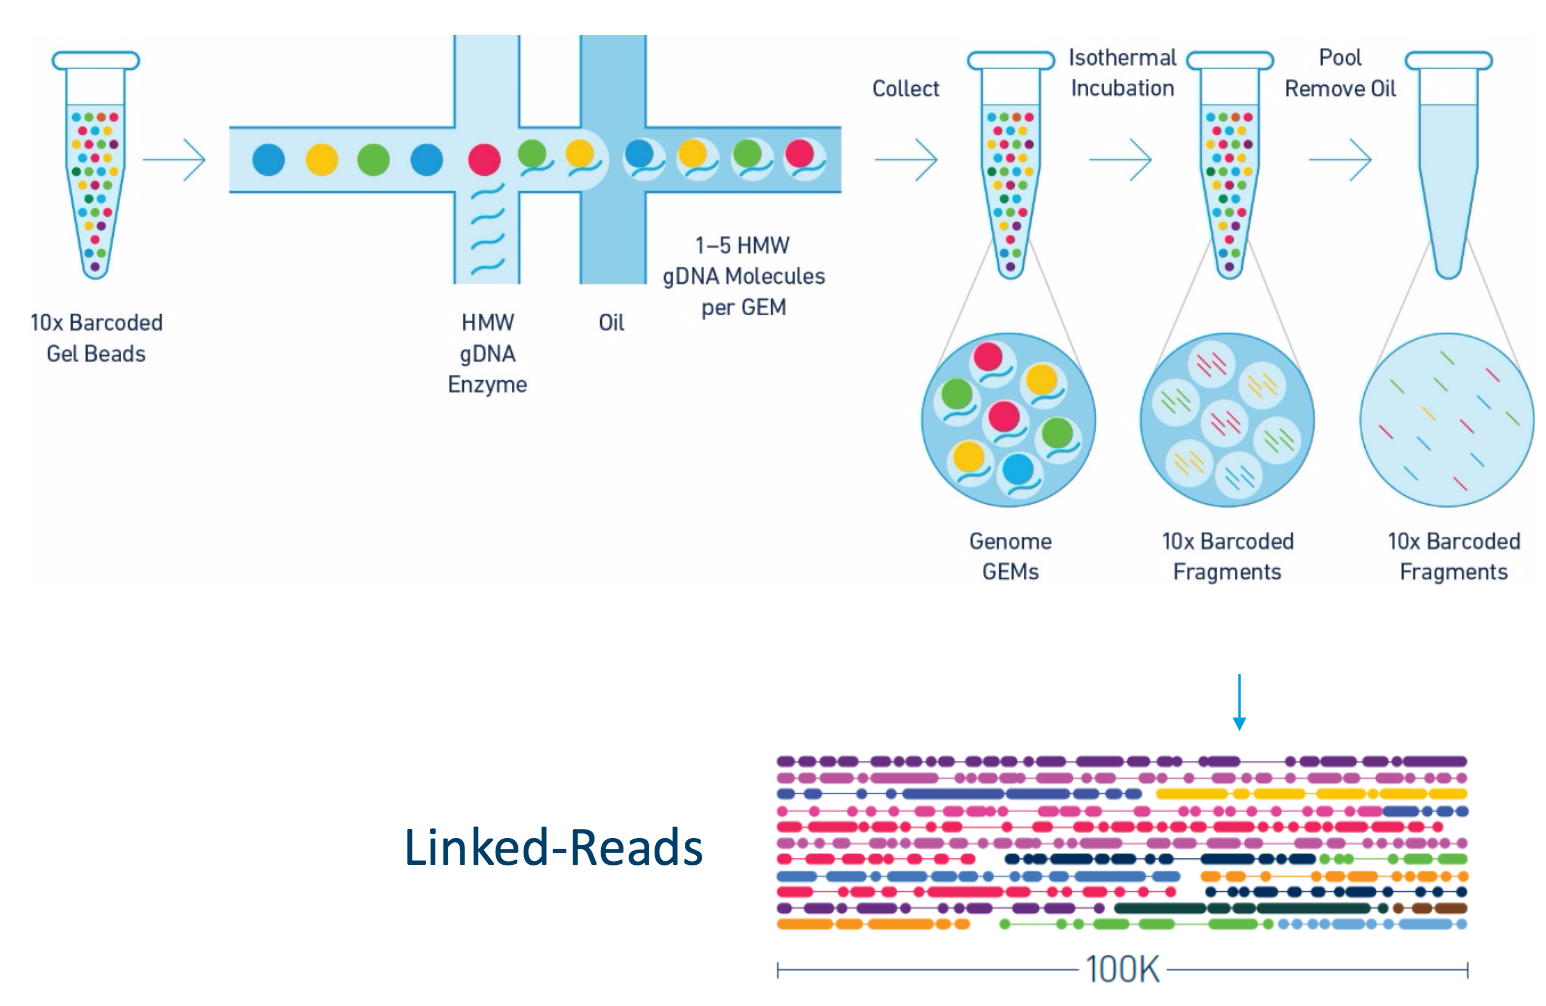 10x Barcoded
Gel Beads
HMW
gDNA
Enzyme
Oil
1–5 HMW
gDNA Molecules
per GEM
Collect
Isothermal
Incubation
Pool
Remove Oil
Genome
GEMs
10x Barcoded
Fragments
10x Barcoded
Fragments
Linked-Reads
100K